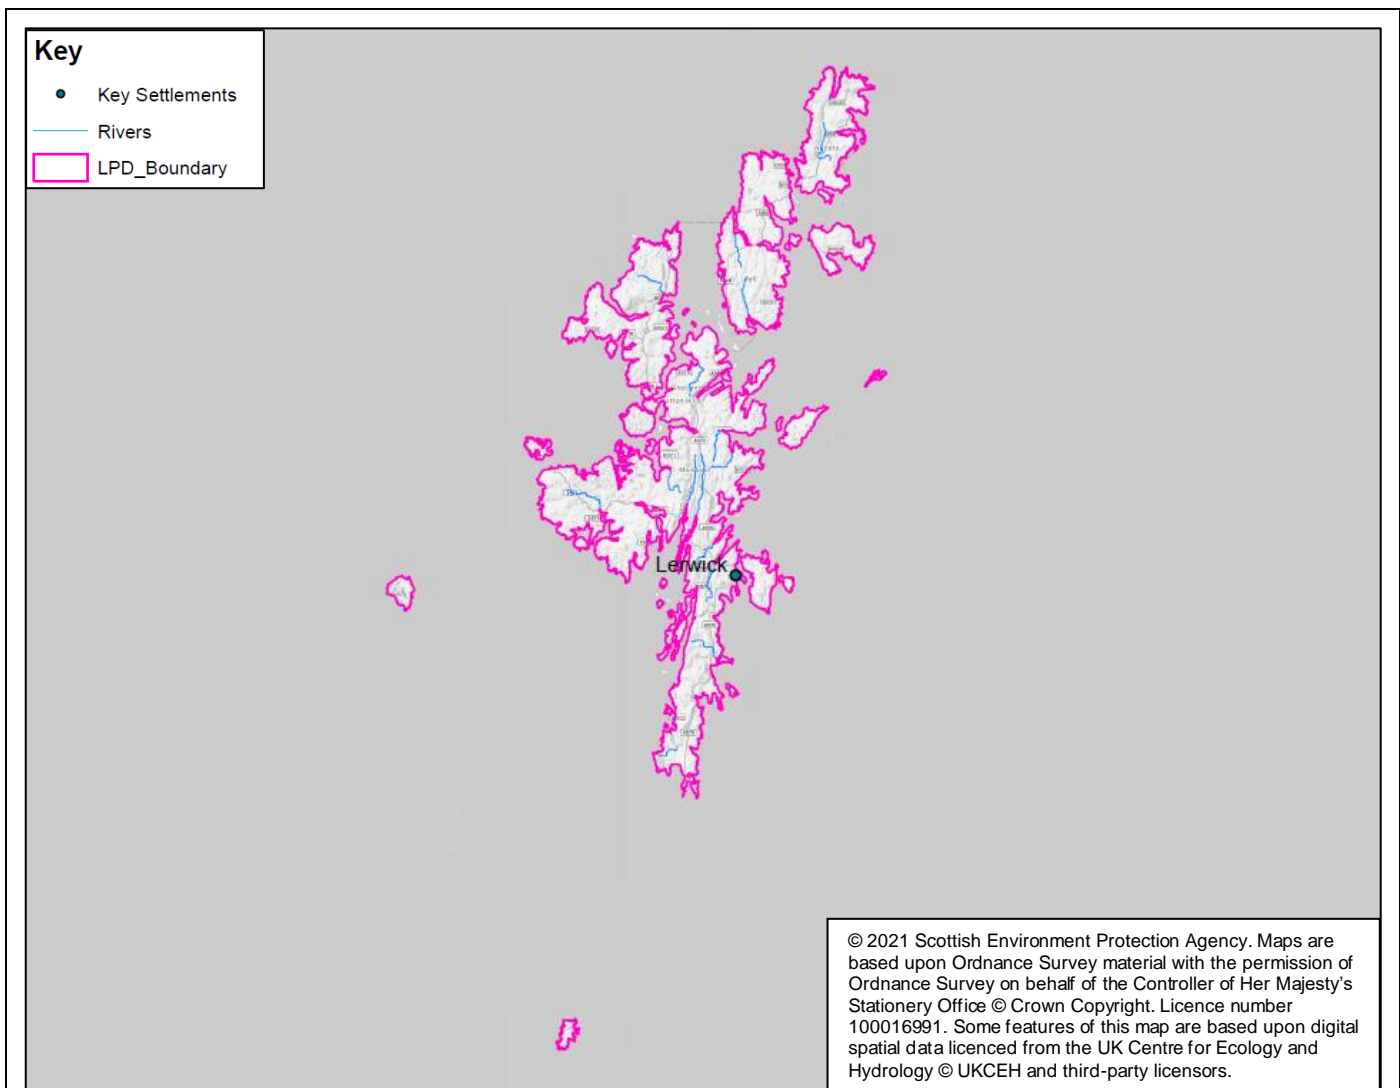 Key
Key Settlements
Rivers
LPD_Boundary
Lerwick
© 2021 Scottish Environment Protection Agency. Maps are
based upon Ordnance Survey material with the permission of
Ordnance Survey on behalf of the Controller of Her Majesty's
Stationery Office © Crown Copyright. Licence number
100016991. Some features of this map are based upon digital
spatial data licenced from the UK Centre for Ecology and
Hydrology © UKCEH and third-party licensors.